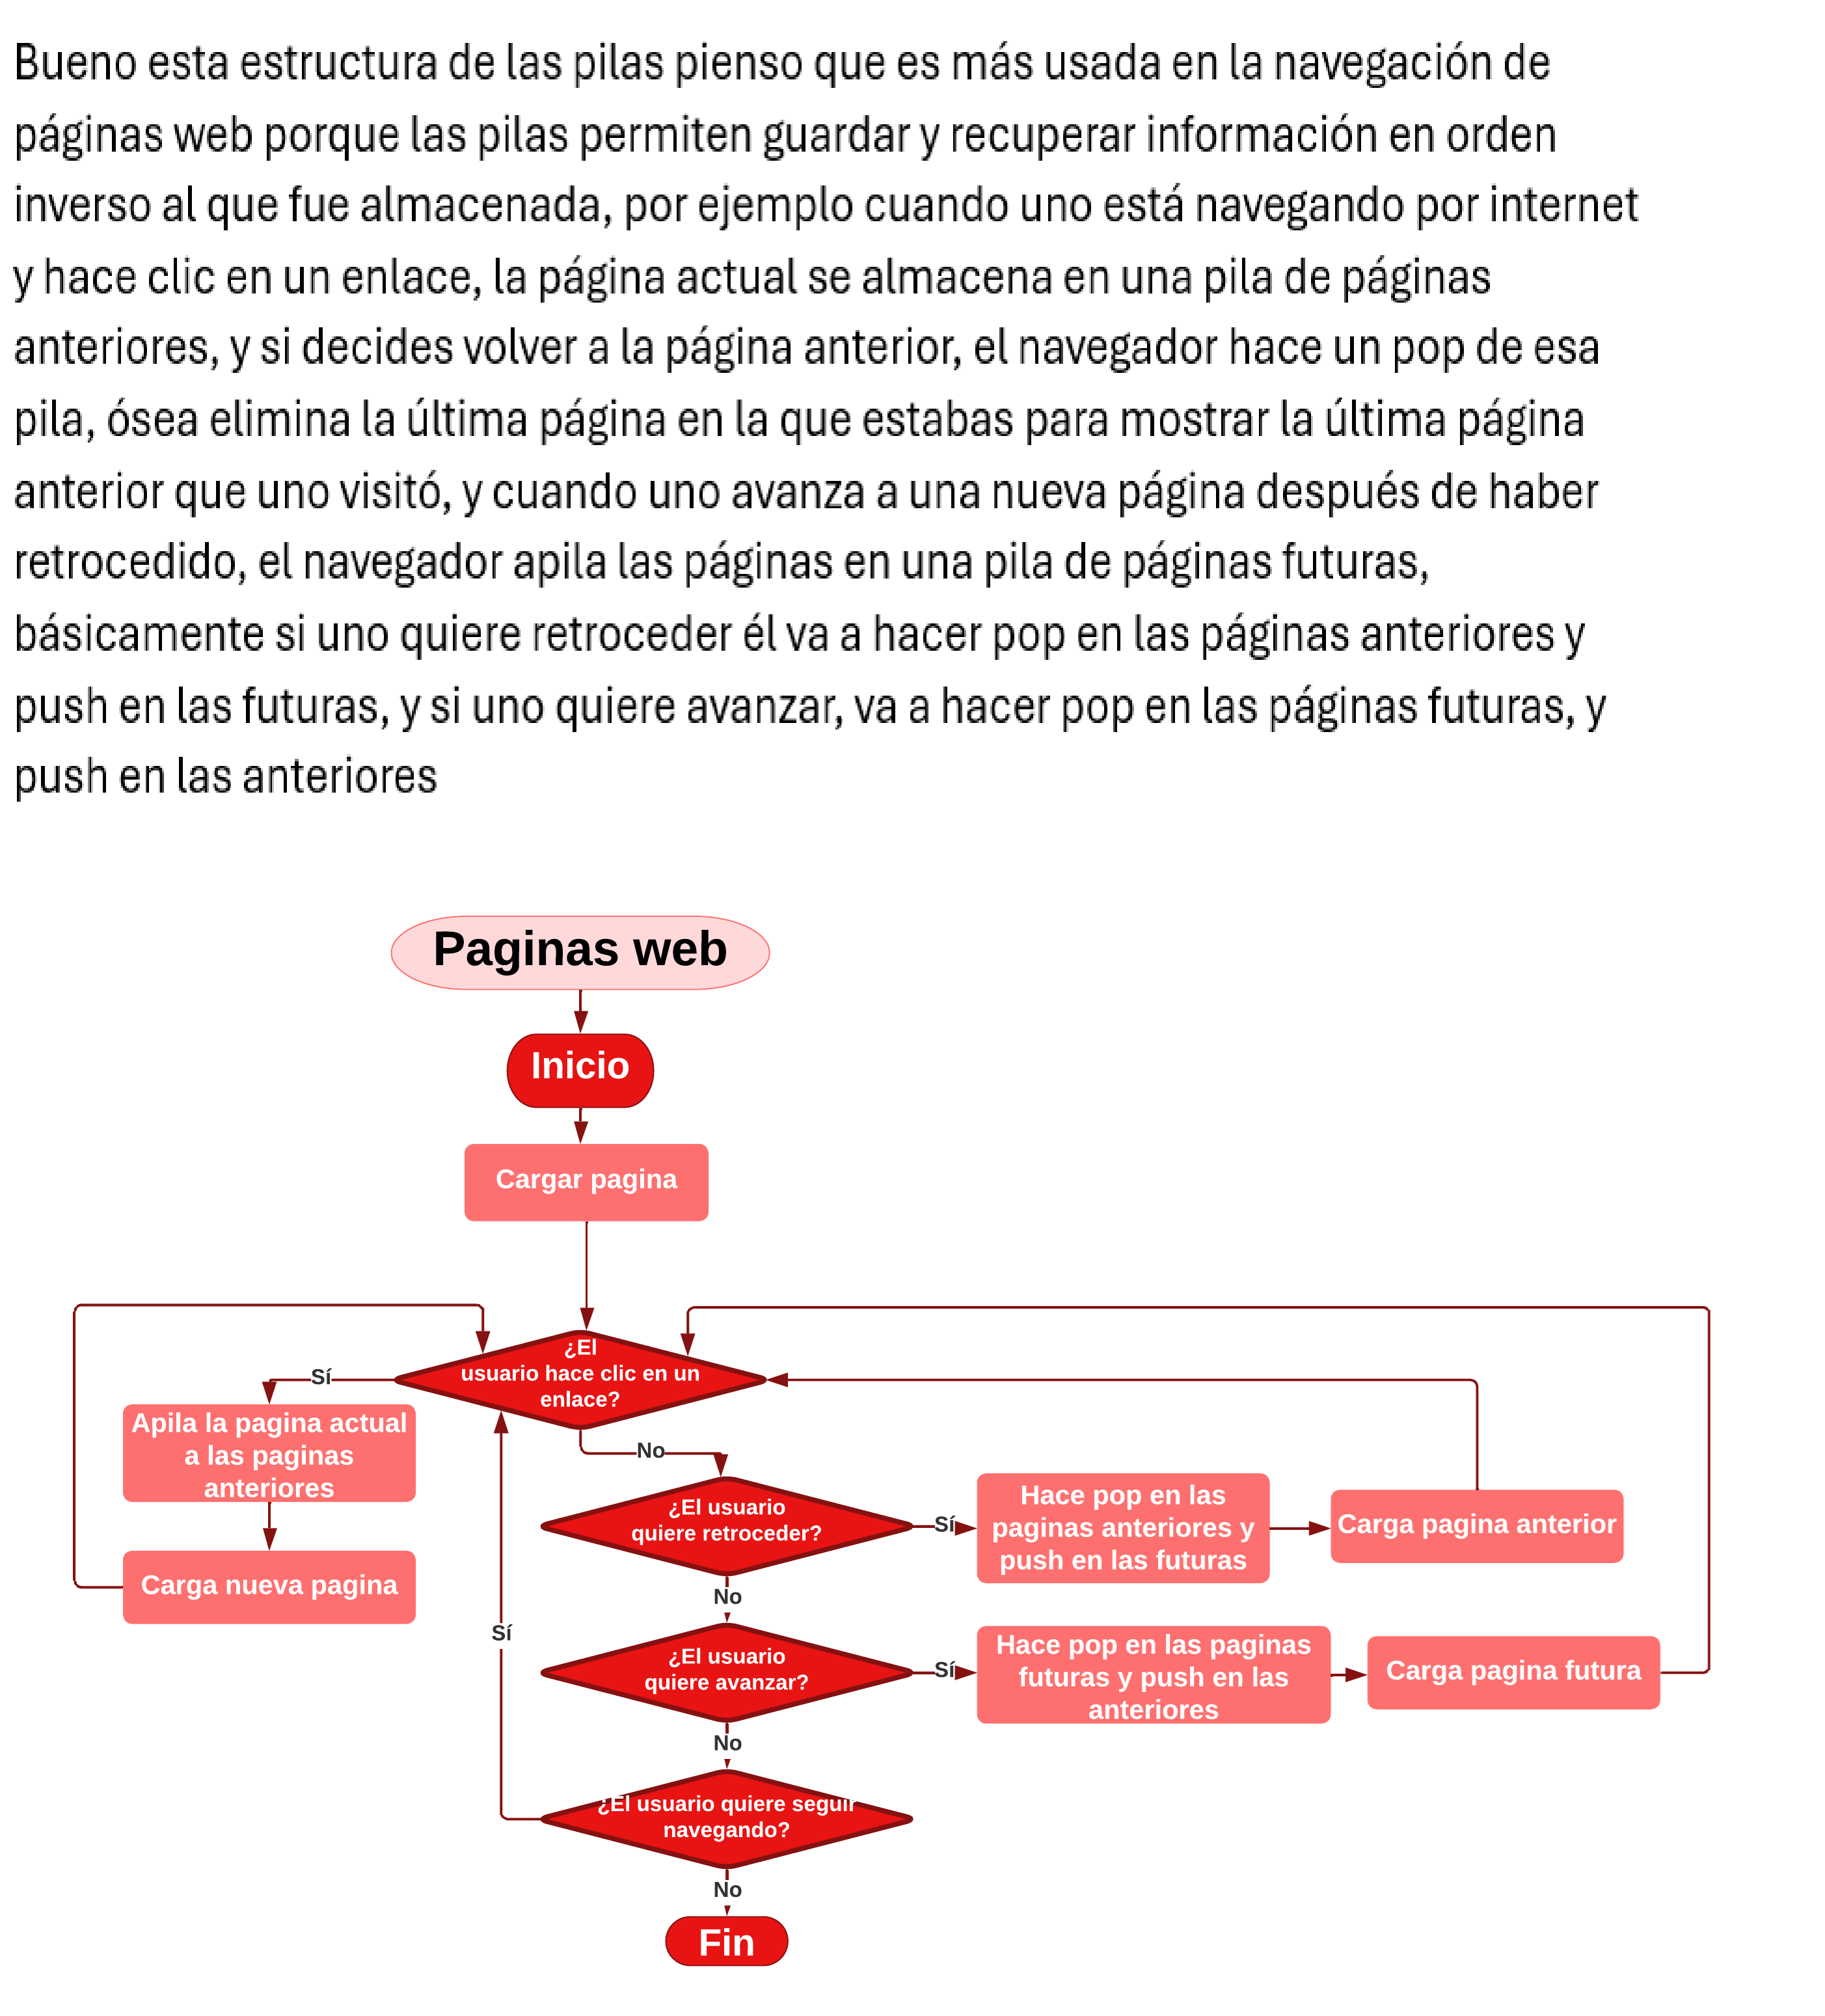 Bueno esta estructura de las pilas pienso que es más usada en la navegación de
páginas web porque las pilas permiten guardar y recuperar información en orden
inverso al que fue almacenada, por ejemplo cuando uno está navegando por internet
y hace clic en un enlace, la página actual se almacena en una pila de páginas
anteriores, y si decides volver a la página anterior, el navegador hace un pop de esa
pila, ósea elimina la última página en la que estabas para mostrar la última página
anterior que uno visitó, y cuando uno avanza a una nueva página después de haber
retrocedido, el navegador apila las páginas en una pila de páginas futuras,
básicamente si uno quiere retroceder él va a hacer pop en las páginas anteriores y
push en las futuras, y si uno quiere avanzar, va a hacer pop en las páginas futuras, y
push en las anteriores
Paginas web
Inicio
Cargar pagina
¿El
usuario hace clic en un
enlace?
Sí
Apila la pagina actual
a las paginas
anteriores
Carga nueva pagina
No
¿El usuario
quiere retroceder?
Sí
Hace pop en las
paginas anteriores y
push en las futuras
Carga pagina anterior
No
¿El usuario
quiere avanzar?
Sí
Hace pop en las paginas
futuras y push en las
anteriores
Carga pagina futura
No
¿El usuario quiere seguir
navegando?
Sí
No
Fin